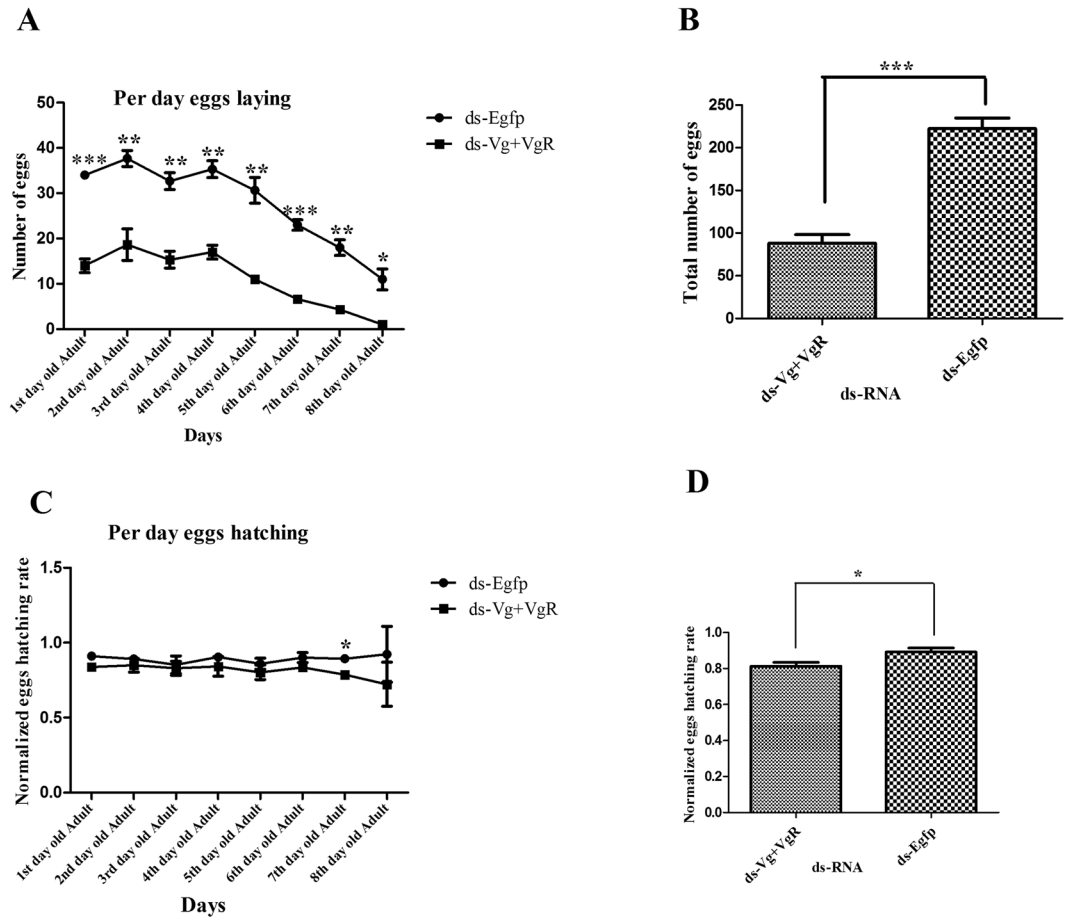 A
Per day eggs laying
ds-Egfp
ds-Vg+VgR
Number of eggs
50
40
30
20
10
0
***
**
**
**
**
***
**
*
1st day old Adult
2nd day old Adult
3rd day old Adult
4th day old Adult
5th day old Adult
6th day old Adult
7th day old Adult
8th day old Adult
Days
B
***
Total number of eggs
250
200
150
100
50
0
ds-Vg+VgR
ds-Egfp
ds-RNA
C
Per day eggs hatching
ds-Egfp
ds-Vg+VgR
Normalized eggs hatching rate
1.5
1.0
0.5
0.0
*
1st day old Adult
2nd day old Adult
3rd day old Adult
4th day old Adult
5th day old Adult
6th day old Adult
7th day old Adult
8th day old Adult
Days
D
*
Normalized eggs hatching rate
1.0
0.8
0.6
0.4
0.2
0.0
ds-Vg+VgR
ds-Egfp
ds-RNA